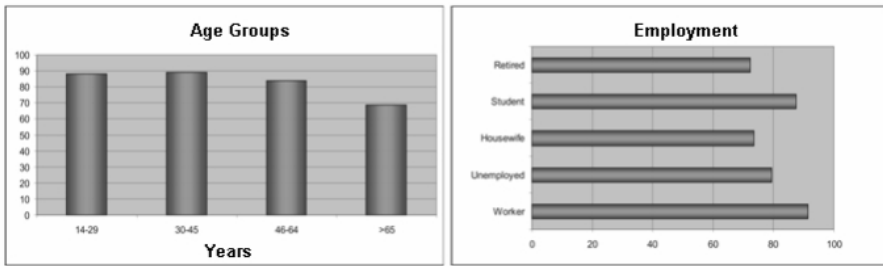 Age Groups
100
90
80
70
60
50
40
30
20
10
0
14-29 30-45 46-64 >65
Years
Employment
Retired
Student
Housewife
Unemployed
Worker
0 20 40 60 80 100